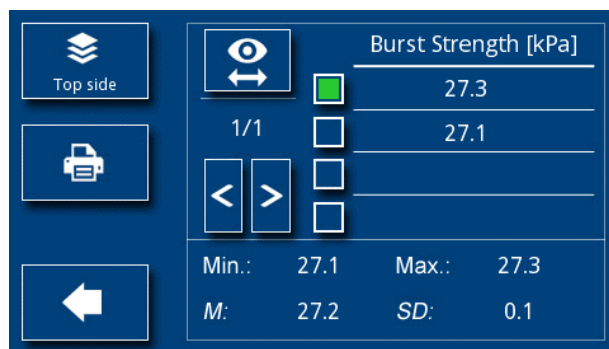 Top side
Burst Strength [kPa]
27.3
1/1
27.1
< >
Min.: 27.1 Max.: 27.3
M: 27.2 SD: 0.1